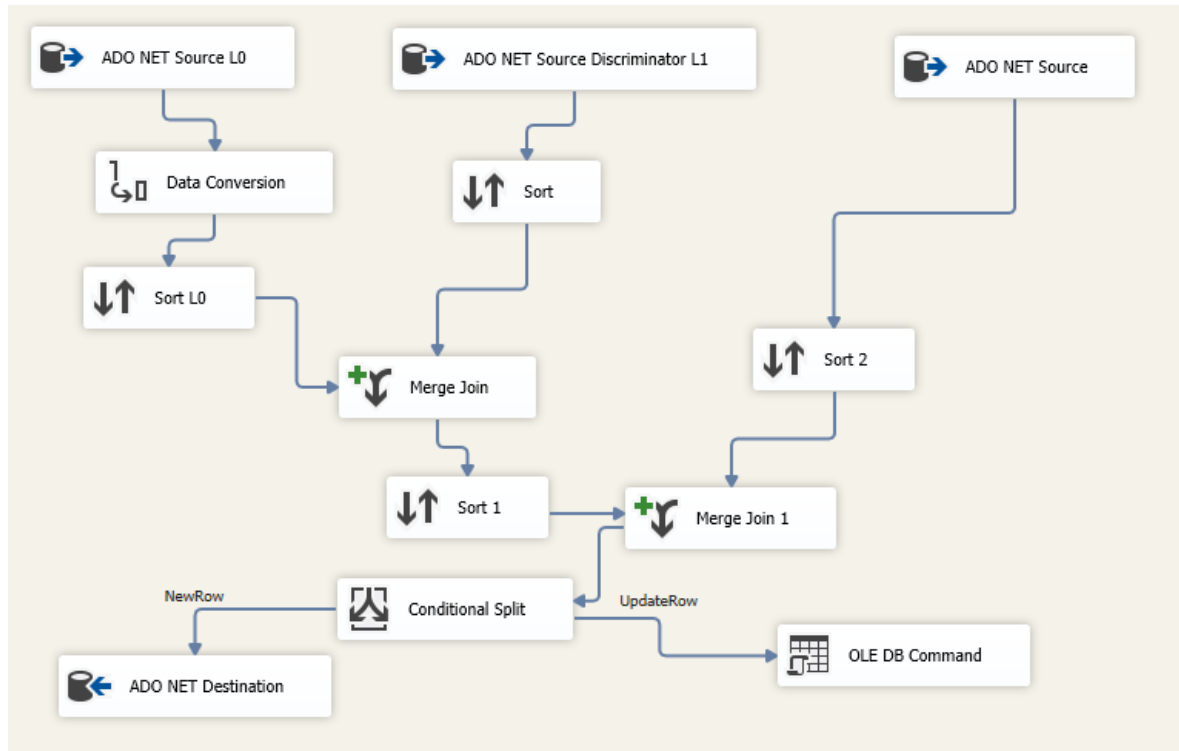 ADO NET Source L0
ADO NET Source Discriminator L1
ADO NET Source
Data Conversion
Sort
Sort L0
Sort 2
Merge Join
Sort 1
Merge Join 1
NewRow
Conditional Split
UpdateRow
OLE DB Command
ADO NET Destination